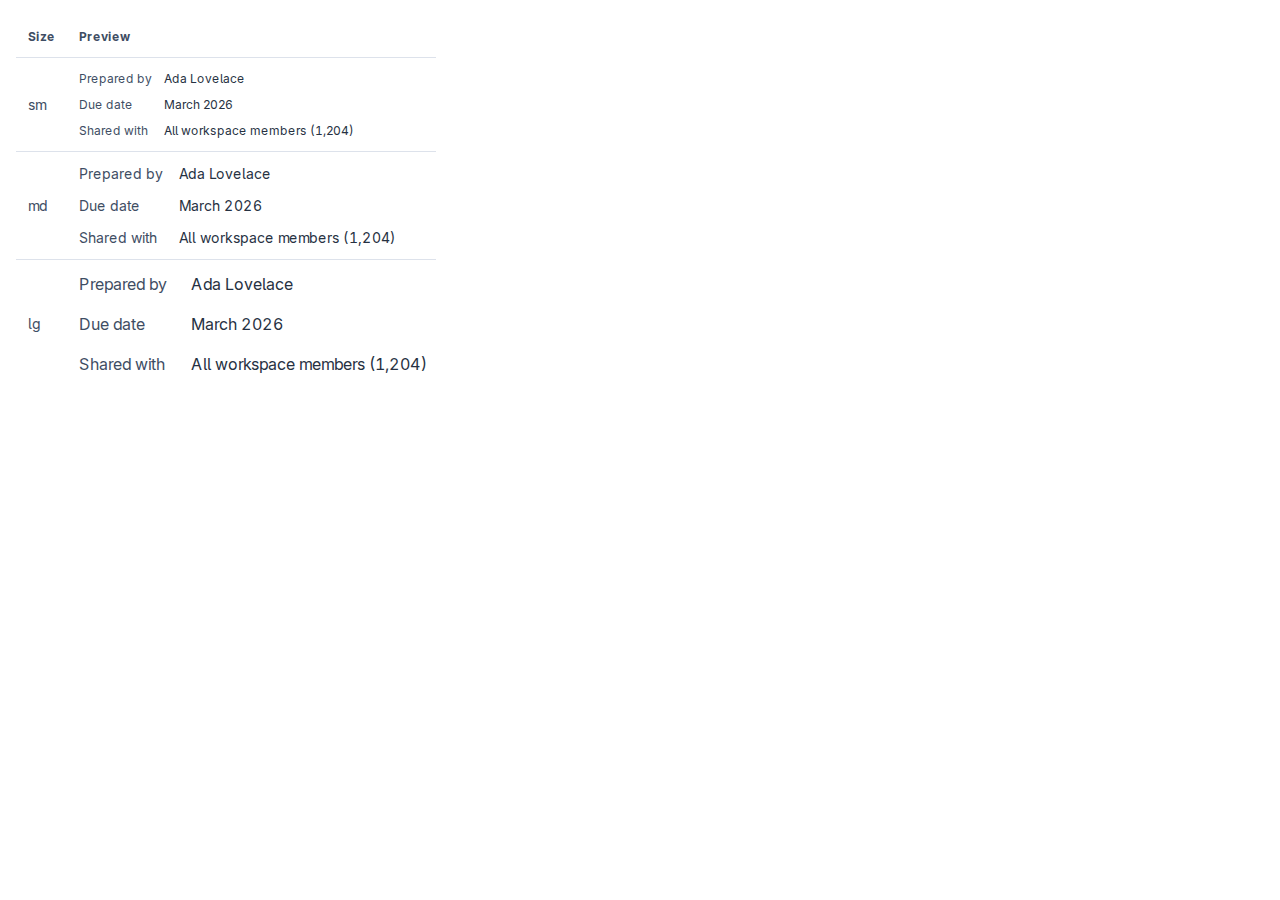 Size Preview
Prepared by Ada Lovelace
sm Due date March 2026
Shared with All workspace members (1,204)
Prepared by Ada Lovelace
md Due date March 2026
Shared with All workspace members (1,204)
Prepared by Ada Lovelace
lg Due date March 2026
Shared with All workspace members (1,204)